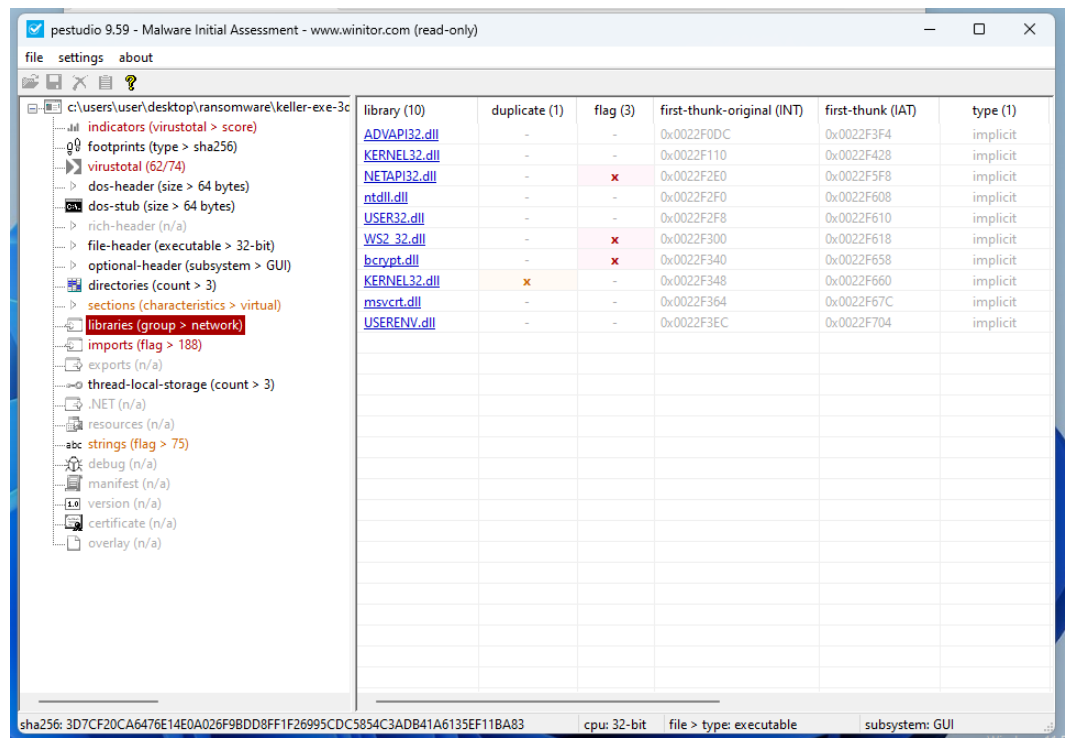 pestudio 9.59 - Malware Initial Assessment - www.winitor.com (read-only)
file settings about
c:\users\user\desktop\ransomware\keller-exe-3c
indicators (virustotal > score)
footprints (type > sha256)
virustotal (62/74)
dos-header (size > 64 bytes)
dos-stub (size > 64 bytes)
rich-header (n/a)
file-header (executable > 32-bit)
optional-header (subsystem > GUI)
directories (count > 3)
sections (characteristics > virtual)
libraries (group > network)
imports (flag > 188)
exports (n/a)
thread-local-storage (count > 3)
.NET (n/a)
resources (n/a)
abc strings (flag > 75)
debug (n/a)
manifest (n/a)
1.0 version (n/a)
certificate (n/a)
overlay (n/a)
library (10) duplicate (1) flag (3) first-thunk-original (INT) first-thunk (IAT) type (1)
ADVAPI32.dll - - 0x0022F0DC 0x0022F3F4 implicit
KERNEL32.dll - - 0x0022F110 0x0022F428 implicit
NETAPI32.dll - x 0x0022F2E0 0x0022F5F8 implicit
ntdll.dll - - 0x0022F2F0 0x0022F608 implicit
USER32.dll - - 0x0022F2F8 0x0022F610 implicit
WS2_32.dll - x 0x0022F300 0x0022F618 implicit
bcrypt.dll - x 0x0022F340 0x0022F658 implicit
KERNEL32.dll x - 0x0022F348 0x0022F660 implicit
msvcrt.dll - - 0x0022F364 0x0022F67C implicit
USERENV.dll - - 0x0022F3EC 0x0022F704 implicit
sha256: 3D7CF20CA6476E14E0A026F9BDD8FF1F26995CDC5854C3ADB41A6135EF11BA83 cpu: 32-bit file > type: executable subsystem: GUI